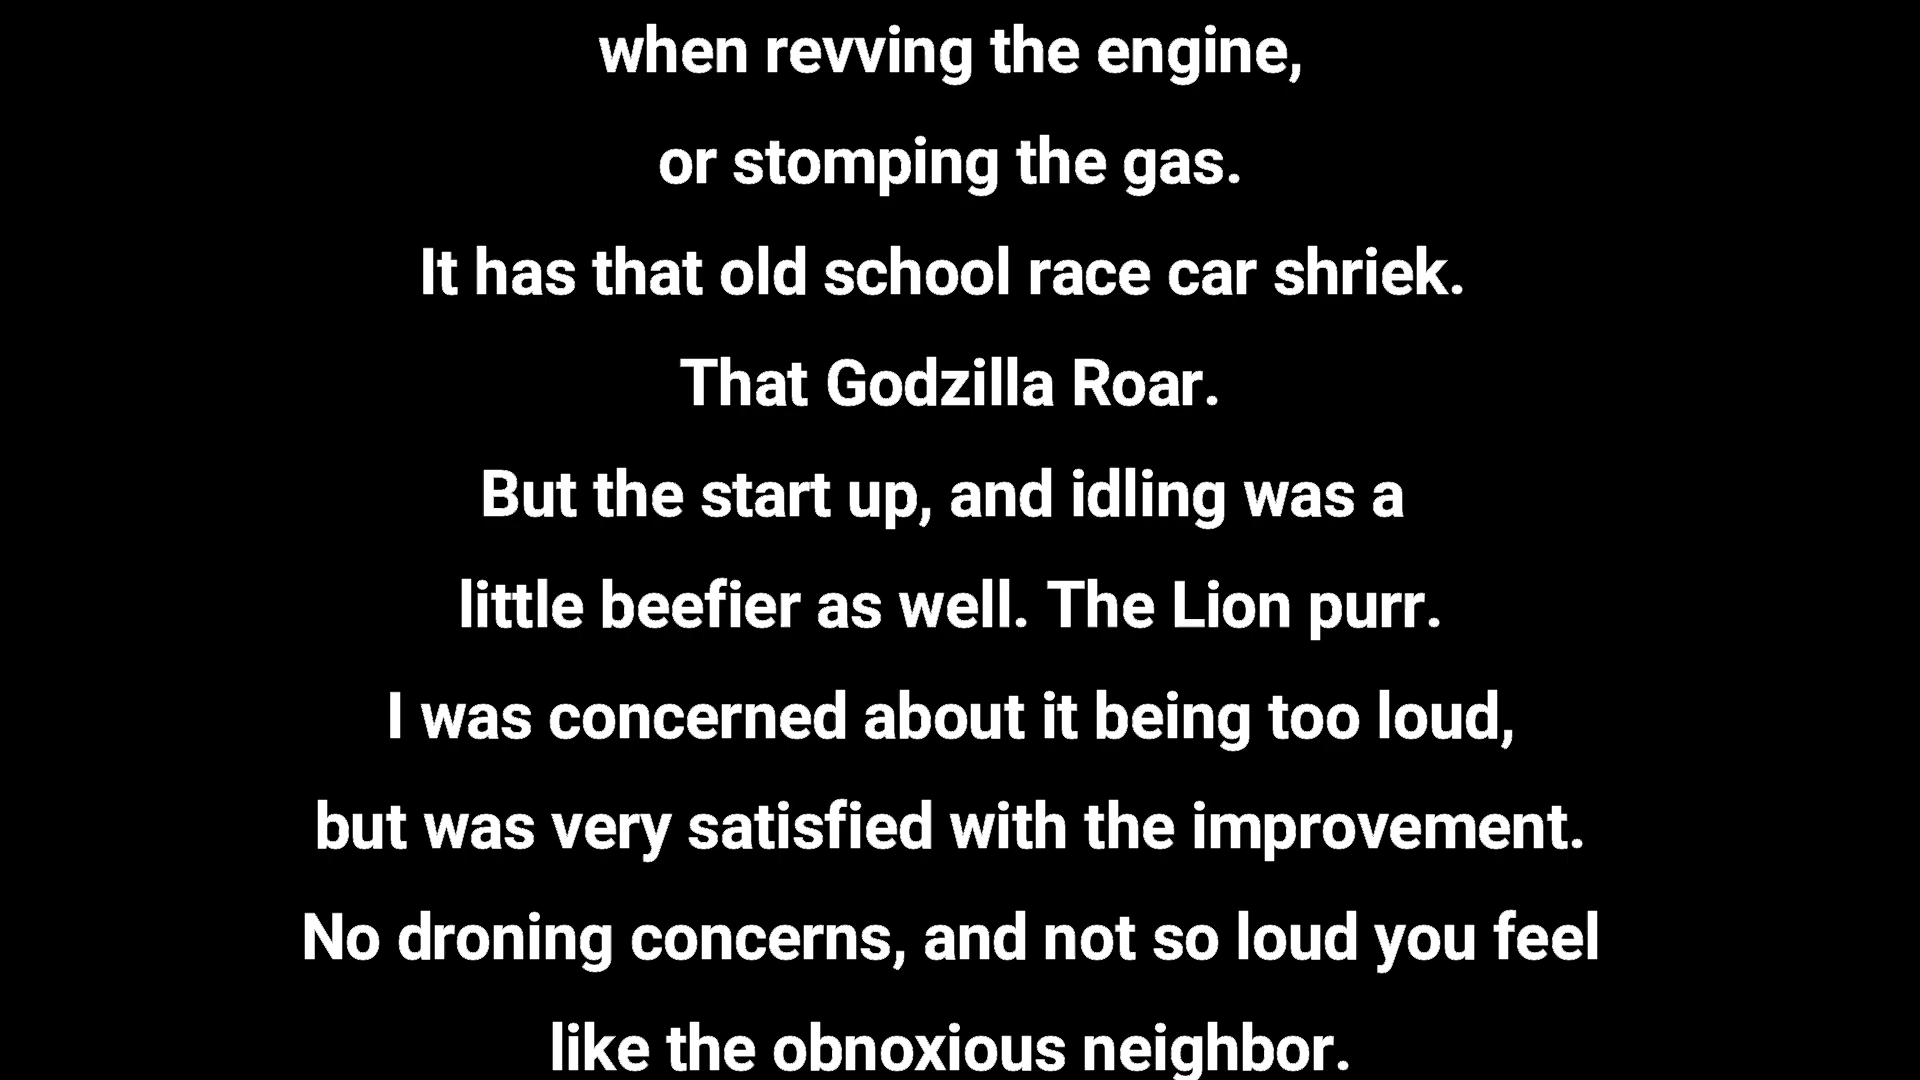 when revving the engine,
or stomping the gas.
It has that old school race car shriek.
That Godzilla Roar.
But the start up, and idling was a
little beefier as well. The Lion purr.
I was concerned about it being too loud,
but was very satisfied with the improvement.
No droning concerns, and not so loud you feel
like the obnoxious neighbor.